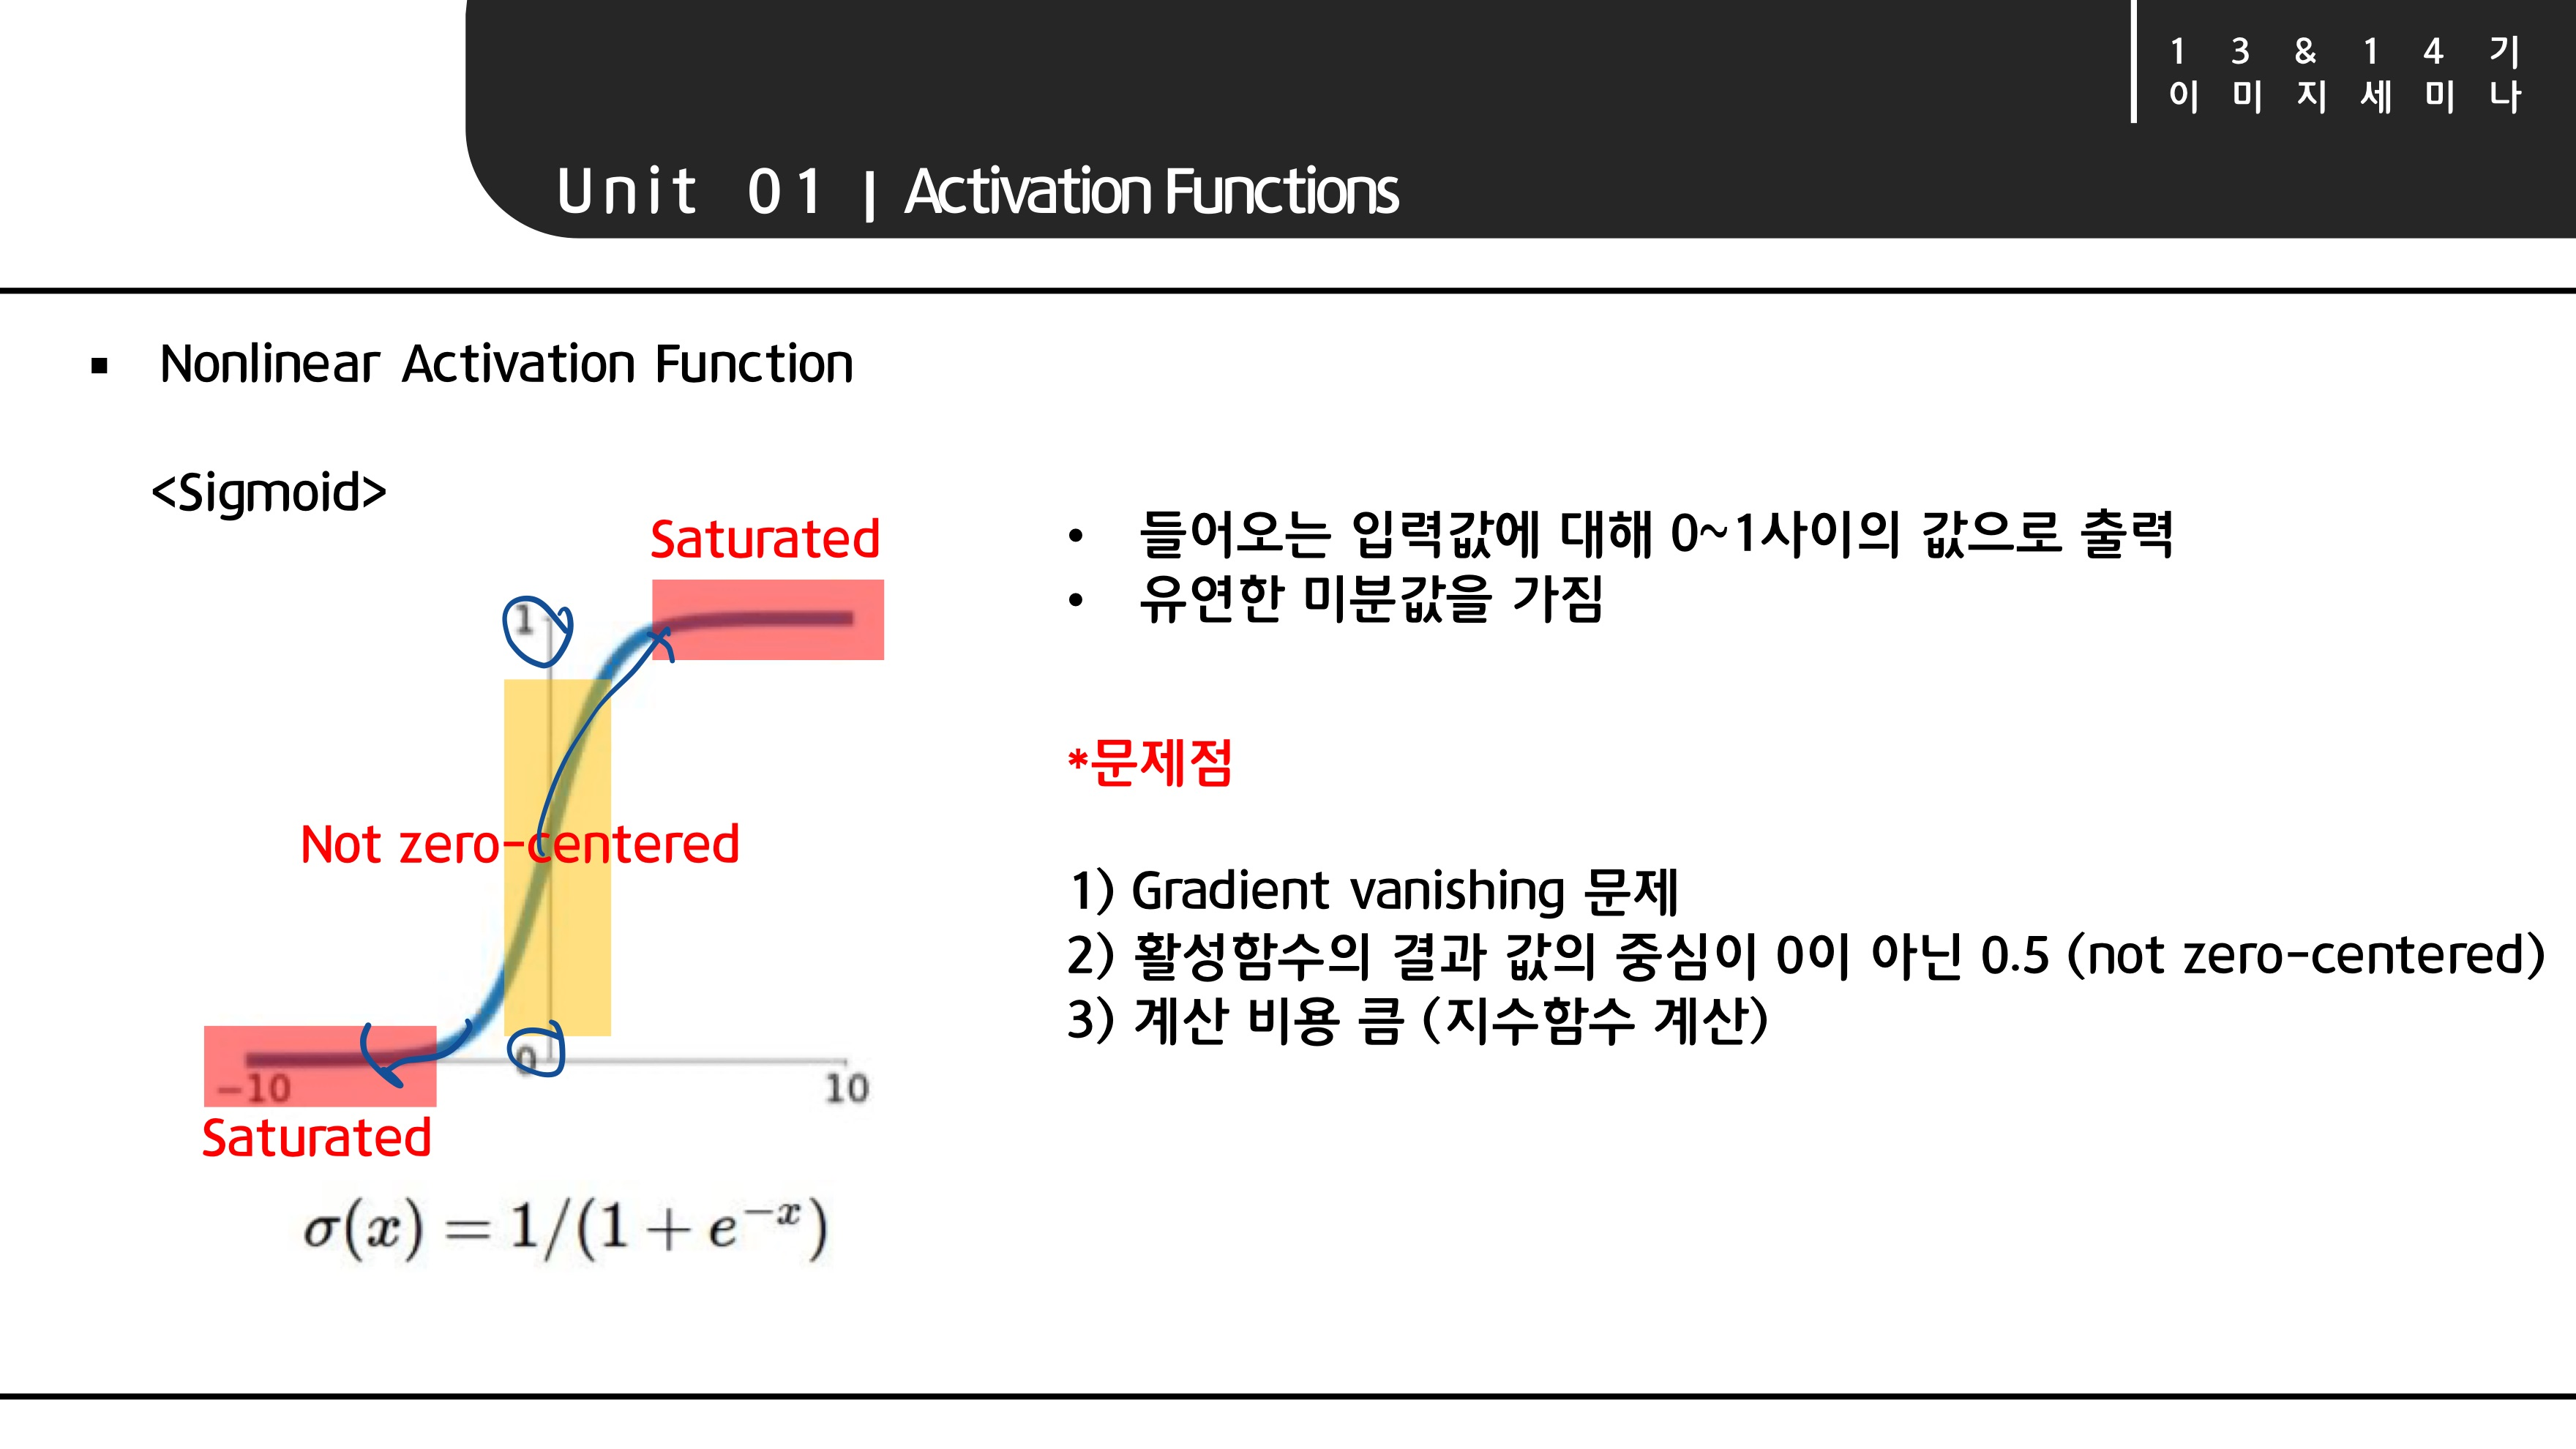 13&14기
이미지세미나
Unit 01 | Activation Functions
▪ Nonlinear Activation Function
<Sigmoid>
Saturated
1
Not zero-centered
0
-10
10
Saturated
σ(x) = 1/(1 + e^{-x})
• 들어오는 입력값에 대해 0~1사이의 값으로 출력
• 유연한 미분값을 가짐
*문제점
1) Gradient vanishing 문제
2) 활성함수의 결과 값의 중심이 0이 아닌 0.5 (not zero-centered)
3) 계산 비용 큼 (지수함수 계산)